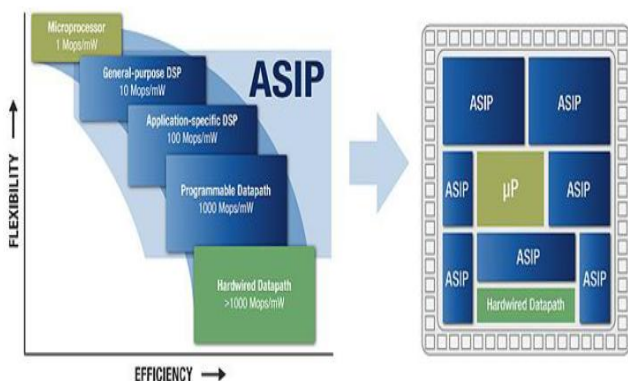 Microprocessor
1 Mops/mW
General-purpose DSP
10 Mops/mW
ASIP
Application-specific DSP
100 Mops/mW
Programmable Datapath
1000 Mops/mW
Hardwired Datapath
>1000 Mops/mW
FLEXIBILITY
EFFICIENCY
ASIP
ASIP
ASIP
µP
ASIP
ASIP
ASIP
ASIP
Hardwired Datapath